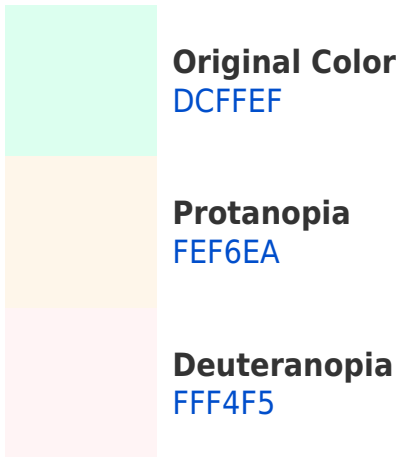 Original Color
DCFFEF
Protanopia
FEF6EA
Deuteranopia
FFF4F5